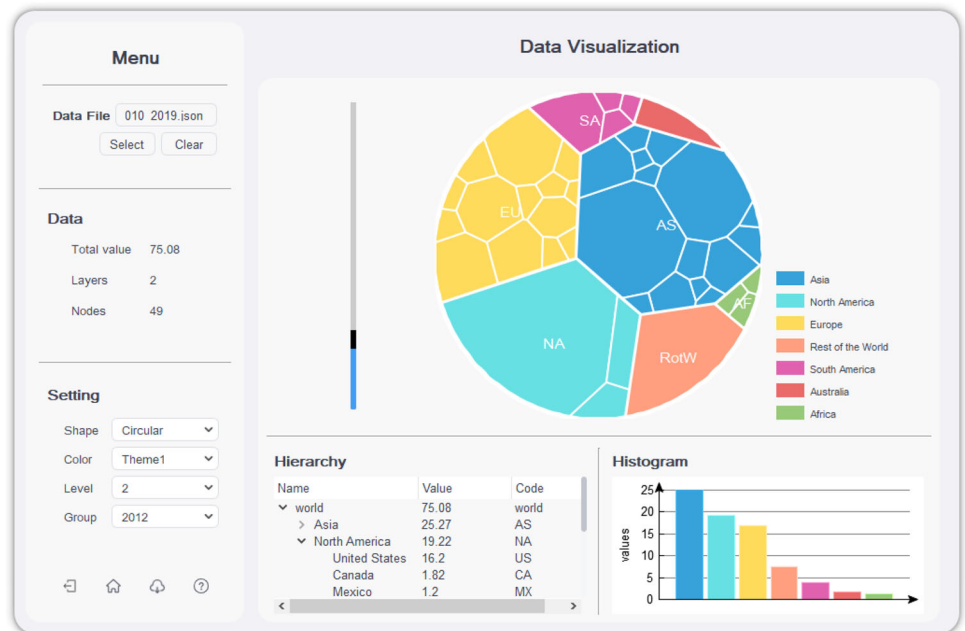 Menu
Data File 010 2019.json
Select Clear
Data
Total value 75.08
Layers 2
Nodes 49
Setting
Shape Circular
Color Theme1
Level 2
Group 2012
Data Visualization
SA
EU
AS
NA
AF
RotW
Asia
North America
Europe
Rest of the World
South America
Australia
Africa
Hierarchy
Name Value Code
world 75.08 world
Asia 25.27 AS
North America 19.22 NA
United States 16.2 US
Canada 1.82 CA
Mexico 1.2 MX
Histogram
values
25
20
15
10
5
0